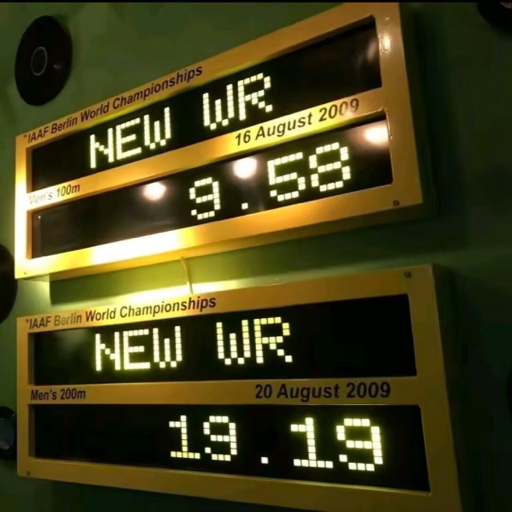 *IAAF Berlin World Championships
NEW WR
16 August 2009
Men's 100m
9.58
*IAAF Berlin World Championships
NEW WR
Men's 200m
20 August 2009
19.19